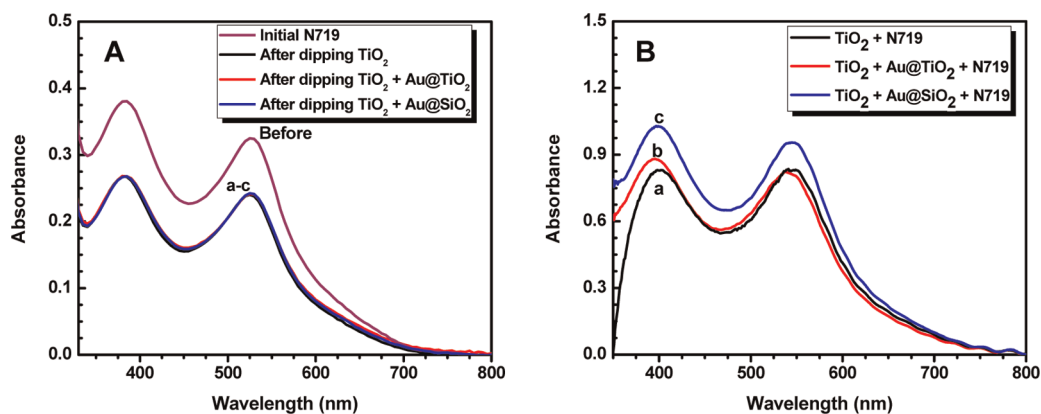 A
Initial N719
After dipping TiO2
After dipping TiO2 + Au@TiO2
After dipping TiO2 + Au@SiO2
Before
a-c
0.5
0.4
0.3
0.2
0.1
0.0
Absorbance
400 500 600 700 800
Wavelength (nm)
B
TiO2 + N719
TiO2 + Au@TiO2 + N719
TiO2 + Au@SiO2 + N719
c
b
a
1.5
1.2
0.9
0.6
0.3
0.0
Absorbance
400 500 600 700 800
Wavelength (nm)